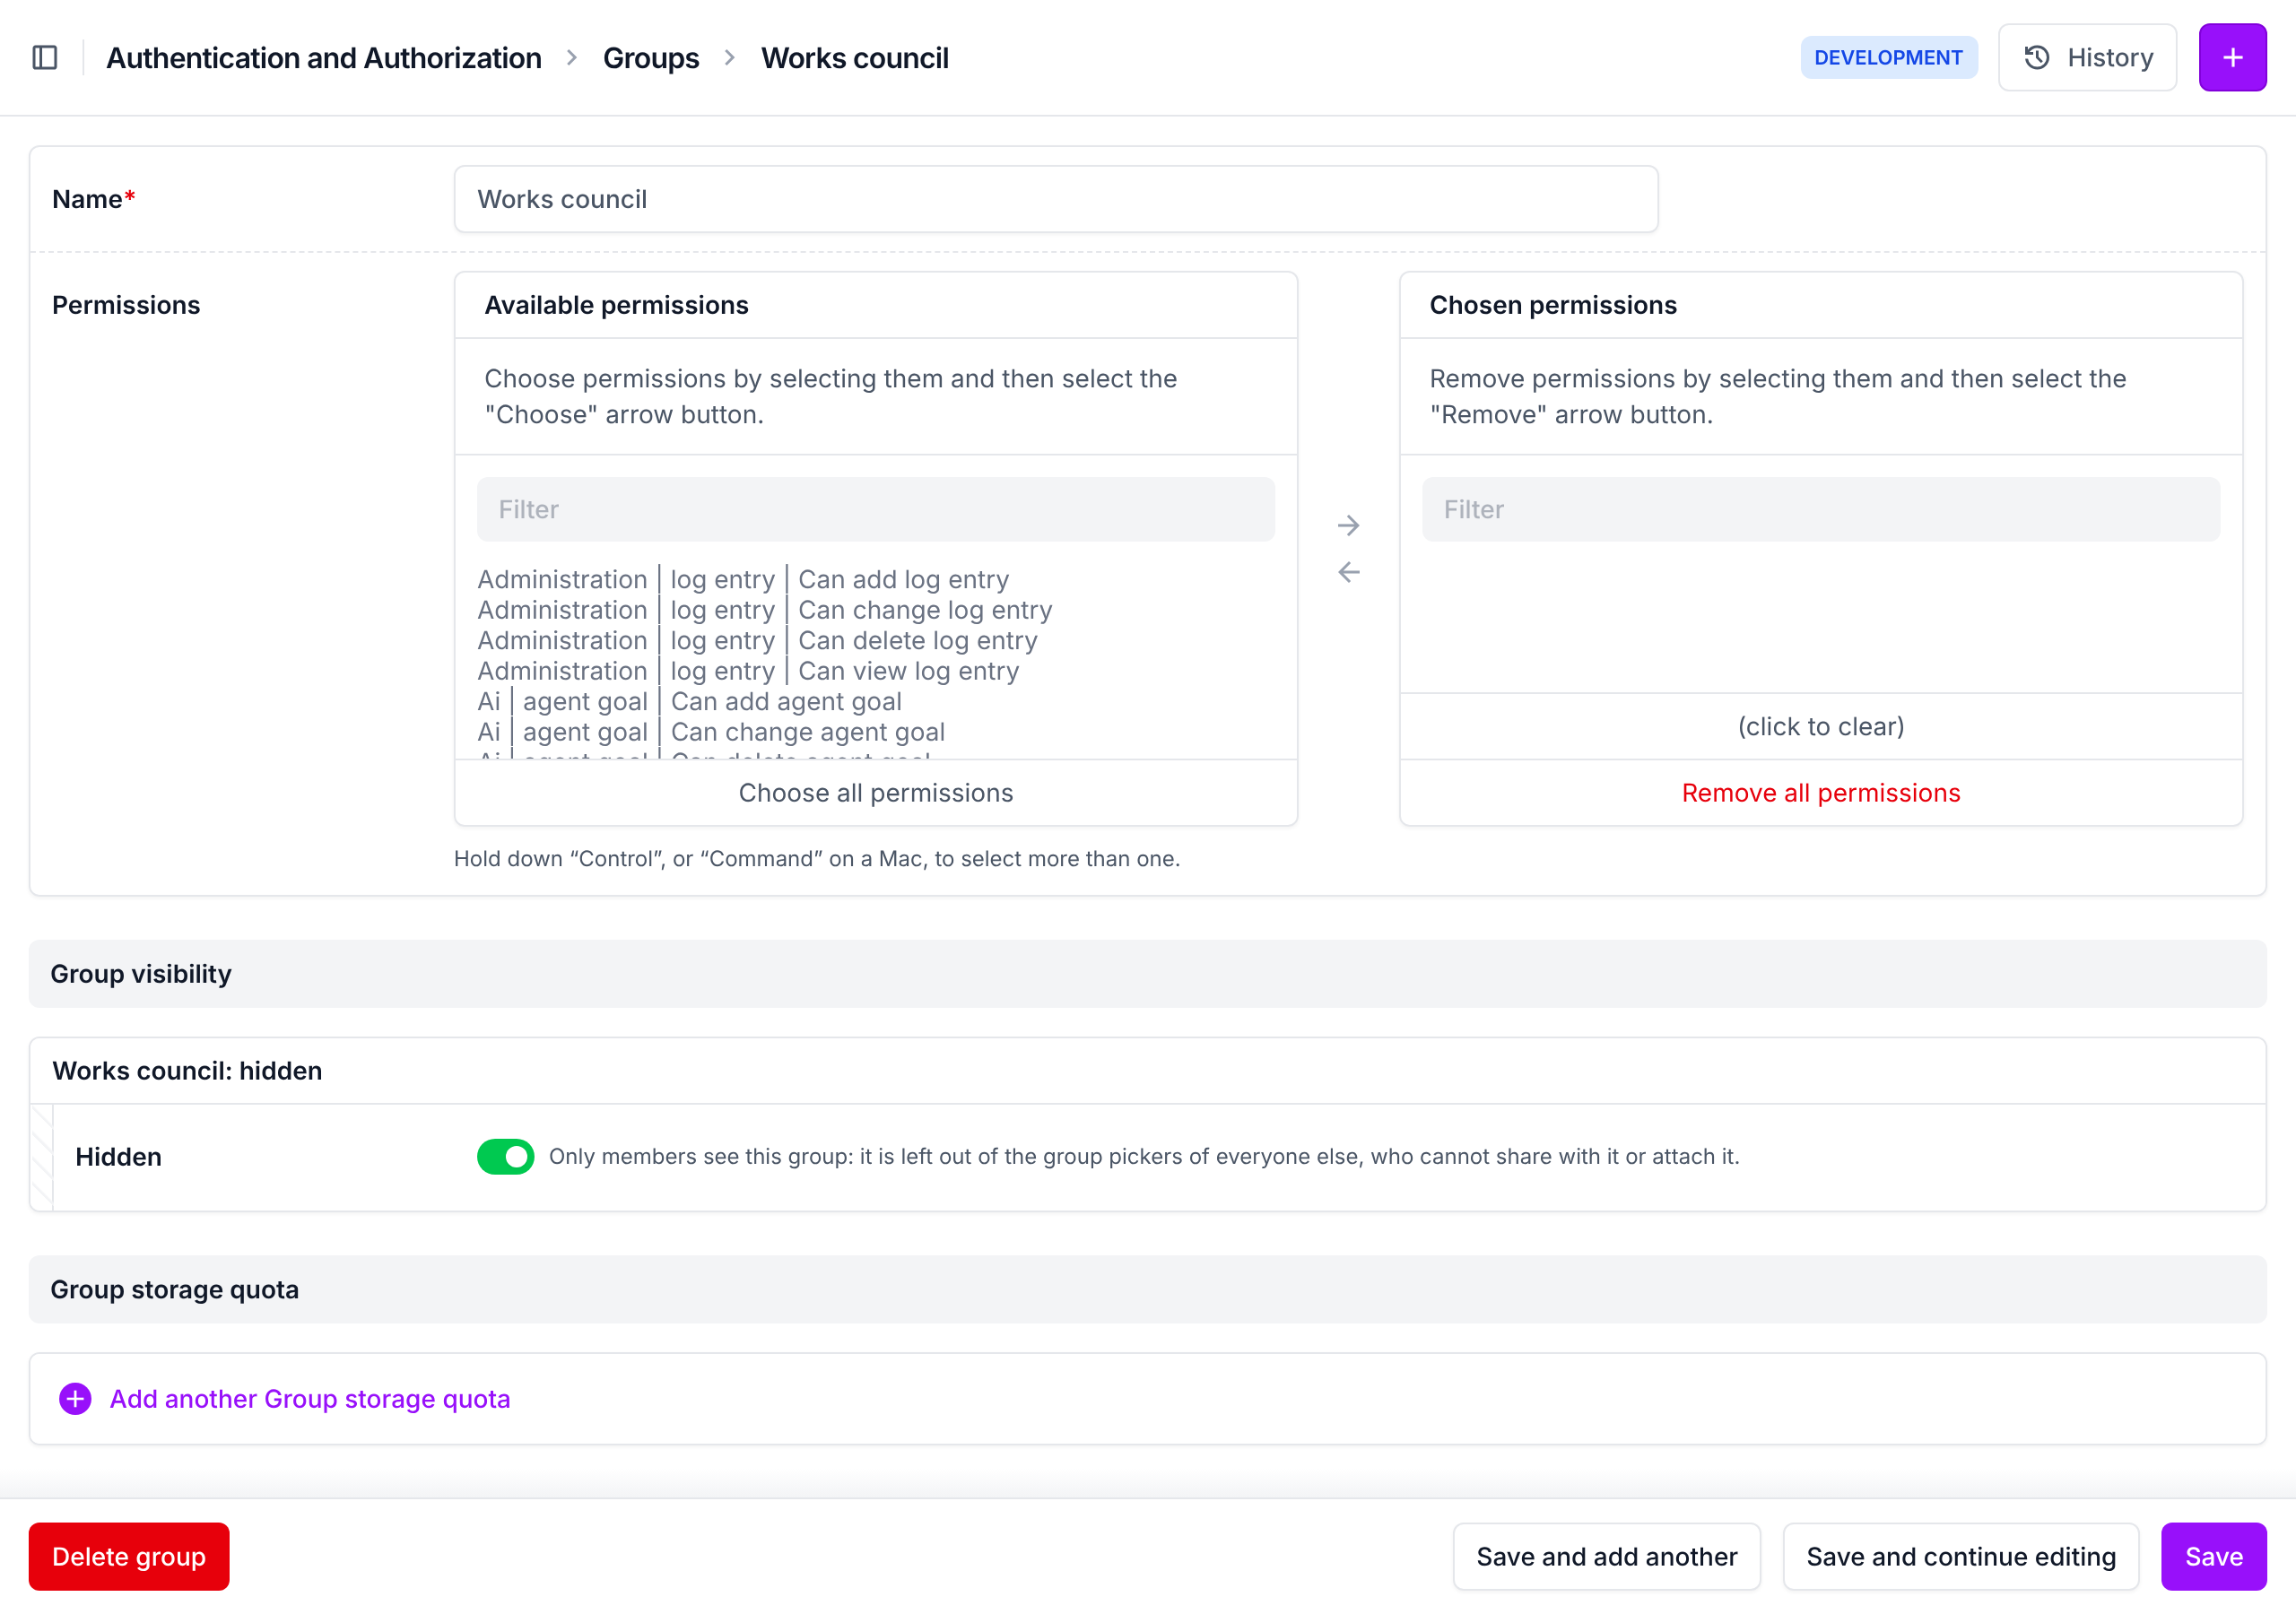 Authentication and Authorization > Groups > Works council
DEVELOPMENT
History
Name*
Works council
Permissions
Available permissions
Choose permissions by selecting them and then select the
"Choose" arrow button.
Filter
Administration | log entry | Can add log entry
Administration | log entry | Can change log entry
Administration | log entry | Can delete log entry
Administration | log entry | Can view log entry
Ai | agent goal | Can add agent goal
Ai | agent goal | Can change agent goal
Ai | agent goal | Can delete agent goal
Choose all permissions
Chosen permissions
Remove permissions by selecting them and then select the
"Remove" arrow button.
Filter
(click to clear)
Remove all permissions
Hold down “Control”, or “Command” on a Mac, to select more than one.
Group visibility
Works council: hidden
Hidden
Only members see this group: it is left out of the group pickers of everyone else, who cannot share with it or attach it.
Group storage quota
Add another Group storage quota
Delete group
Save and add another
Save and continue editing
Save